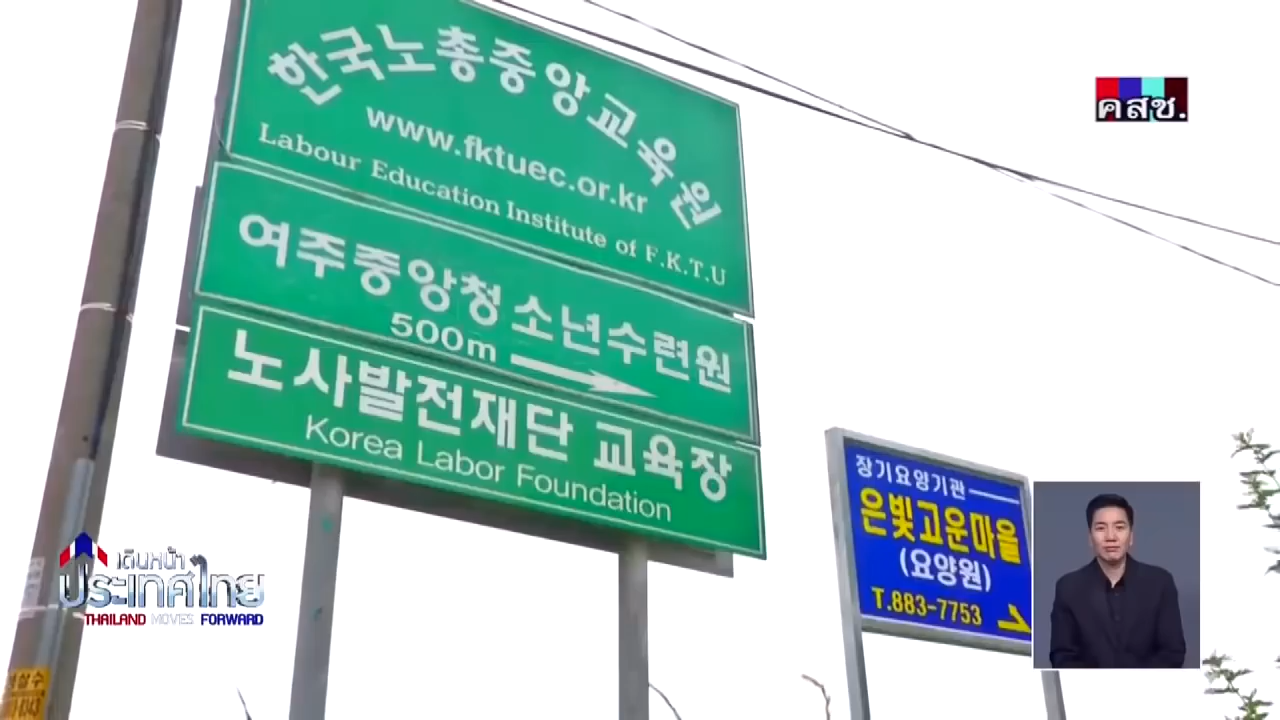 한국노총중앙교육원
www.fktuec.or.kr
Labour Education Institute of F.K.T.U
여주중앙청소년수련원
500m
노사발전재단 교육장
Korea Labor Foundation
คสช.
장기요양기관
은빛고운마을
(요양원)
T.883-7753
เดินหน้า
ประเทศไทย
THAILAND MOVES FORWARD